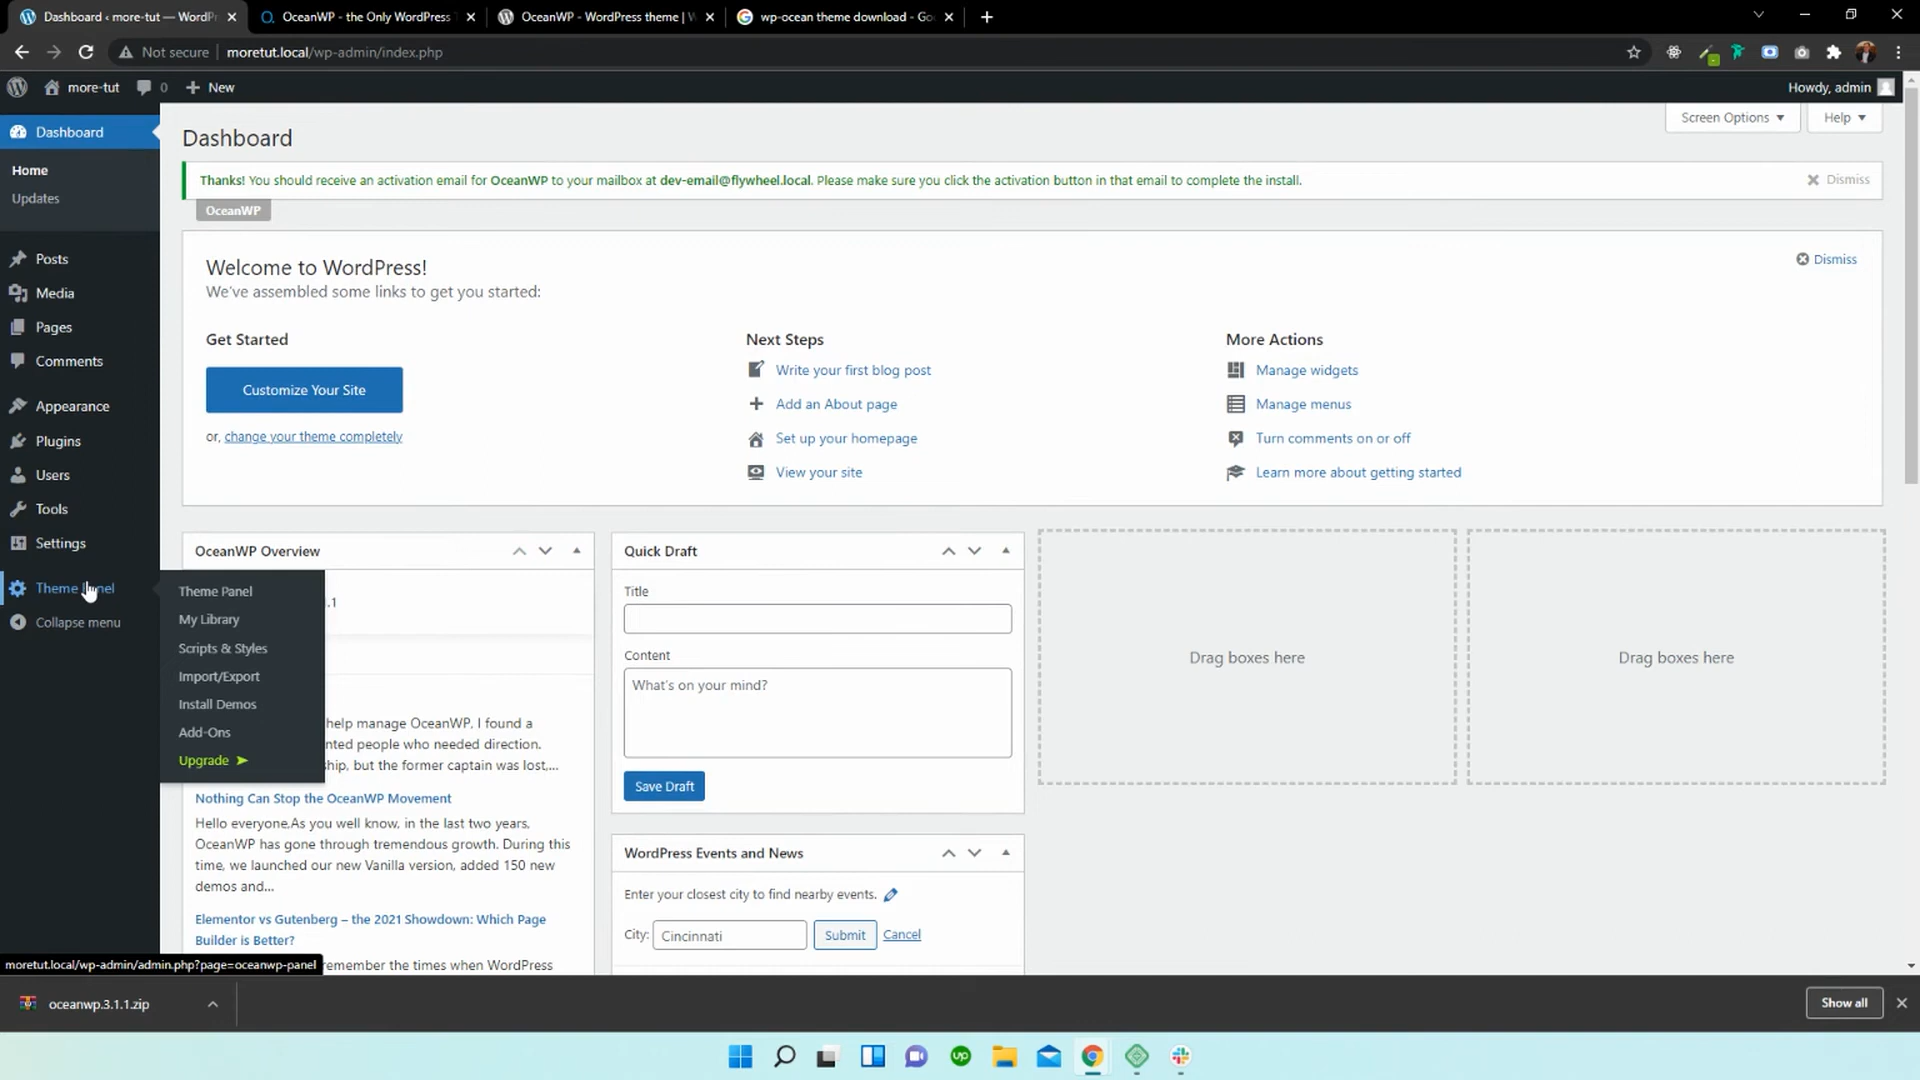 Dashboard ‹ more-tut — WordPr
OceanWP - the Only WordPress T
OceanWP - WordPress theme | W
wp-ocean theme download - Goo
Not secure
moretut.local/wp-admin/index.php
more-tut
0
New
Howdy, admin
Dashboard
Home
Updates
Posts
Media
Pages
Comments
Appearance
Plugins
Users
Tools
Settings
Theme Panel
Collapse menu
Theme Panel
My Library
Scripts & Styles
Import/Export
Install Demos
Add-Ons
Upgrade ➤
Dashboard
Screen Options
Help
Thanks! You should receive an activation email for OceanWP to your mailbox at dev-email@flywheel.local. Please make sure you click the activation button in that email to complete the install.
Dismiss
OceanWP
Welcome to WordPress!
We've assembled some links to get you started:
Dismiss
Get Started
Customize Your Site
or, change your theme completely
Next Steps
Write your first blog post
Add an About page
Set up your homepage
View your site
More Actions
Manage widgets
Manage menus
Turn comments on or off
Learn more about getting started
OceanWP Overview
.1
help manage OceanWP, I found a
nted people who needed direction.
ship, but the former captain was lost,...
Nothing Can Stop the OceanWP Movement
Hello everyone,As you well know, in the last two years,
OceanWP has gone through tremendous growth. During this
time, we launched our new Vanilla version, added 150 new
demos and...
Elementor vs Gutenberg – the 2021 Showdown: Which Page
Builder is Better?
remember the times when WordPress
Quick Draft
Title
Content
What's on your mind?
Save Draft
WordPress Events and News
Enter your closest city to find nearby events.
City:
Cincinnati
Submit
Cancel
Drag boxes here
Drag boxes here
moretut.local/wp-admin/admin.php?page=oceanwp-panel
oceanwp.3.1.1.zip
Show all
up